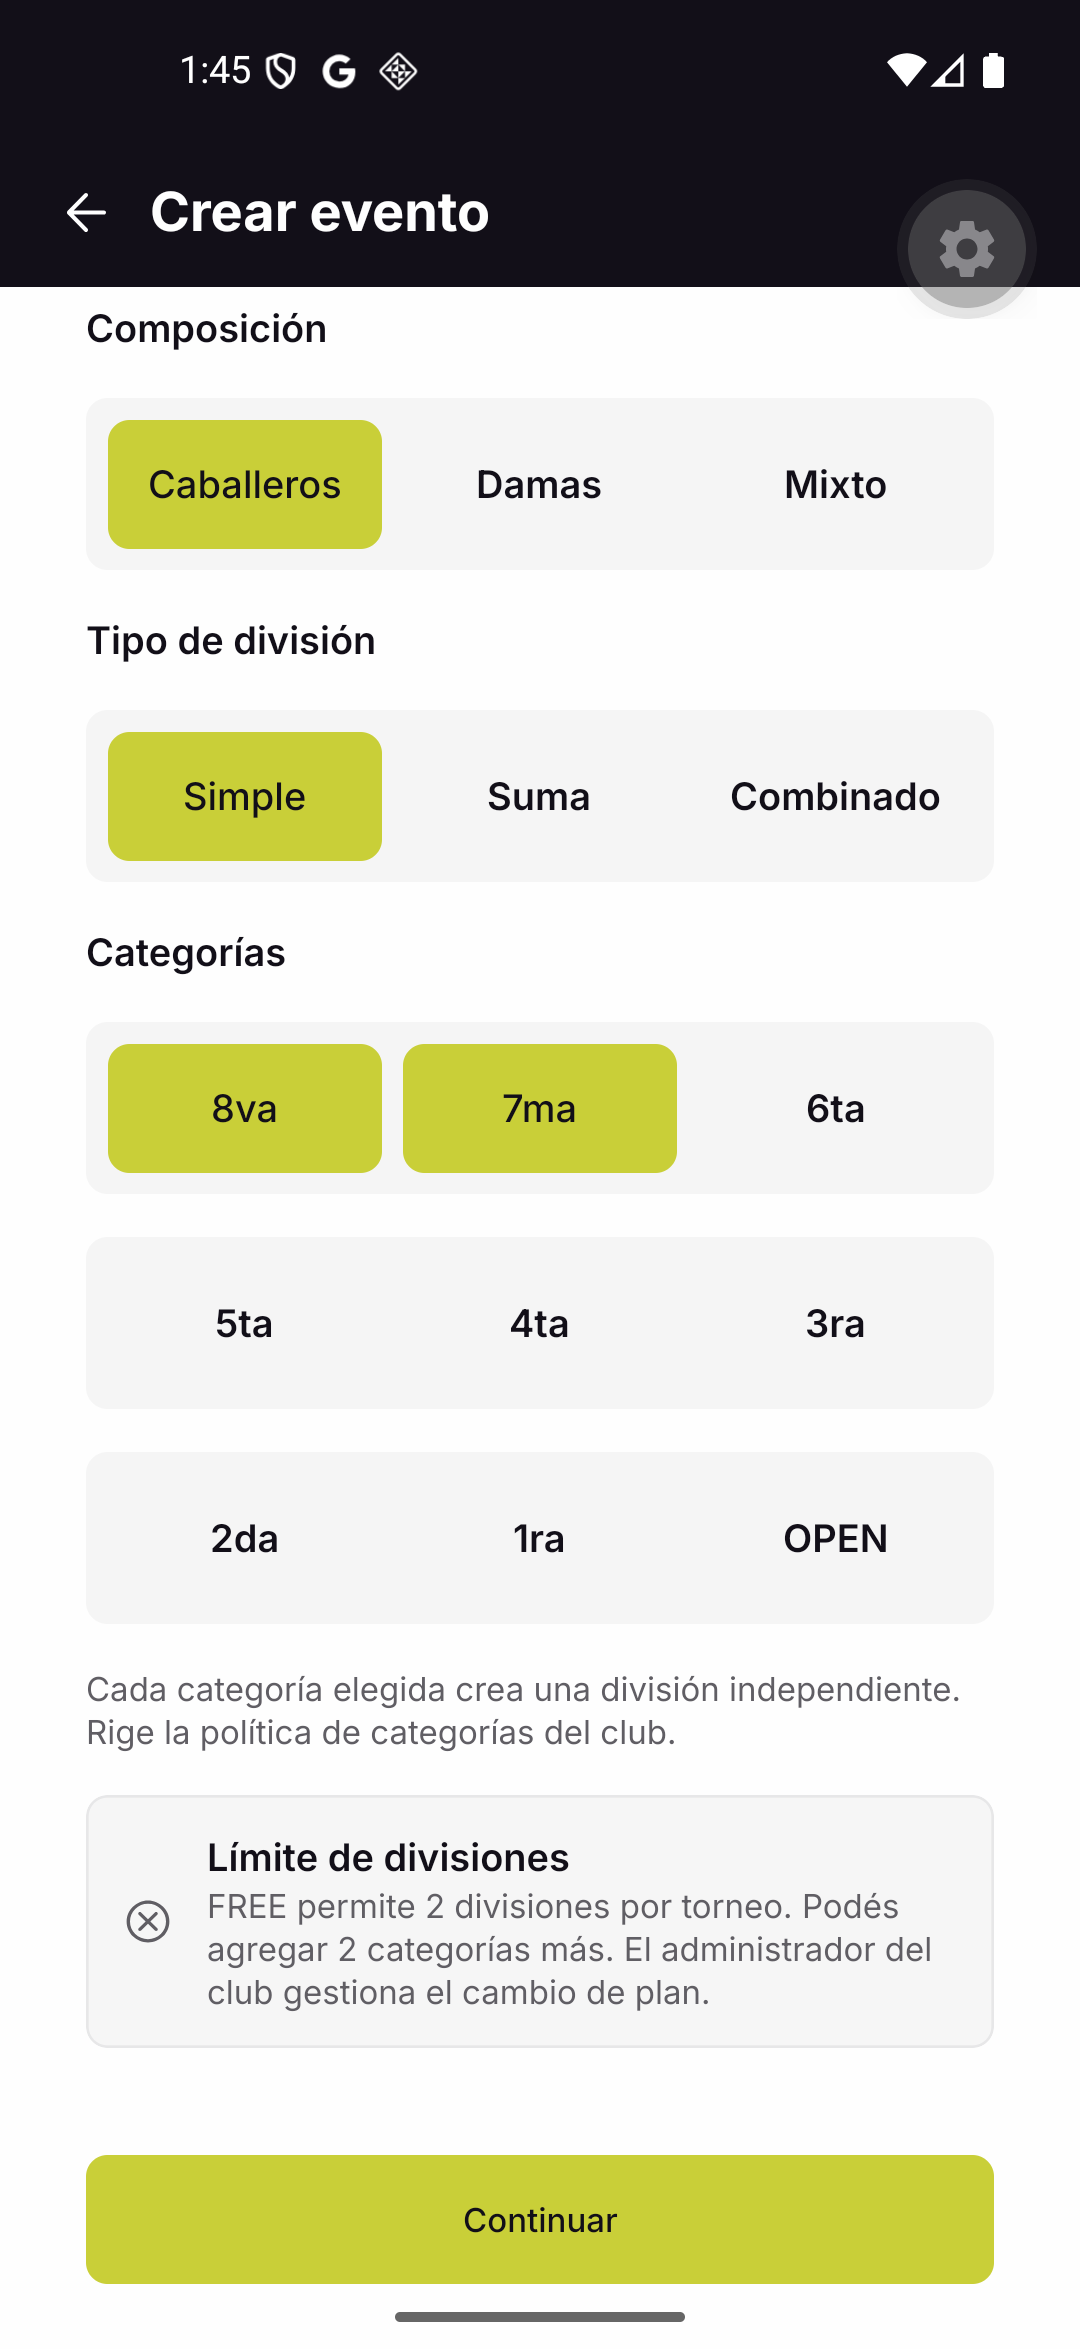 1:45
Crear evento
Composición
Caballeros Damas Mixto
Tipo de división
Simple Suma Combinado
Categorías
8va 7ma 6ta
5ta 4ta 3ra
2da 1ra OPEN
Cada categoría elegida crea una división independiente.
Rige la política de categorías del club.
Límite de divisiones
FREE permite 2 divisiones por torneo. Podés
agregar 2 categorías más. El administrador del
club gestiona el cambio de plan.
Continuar